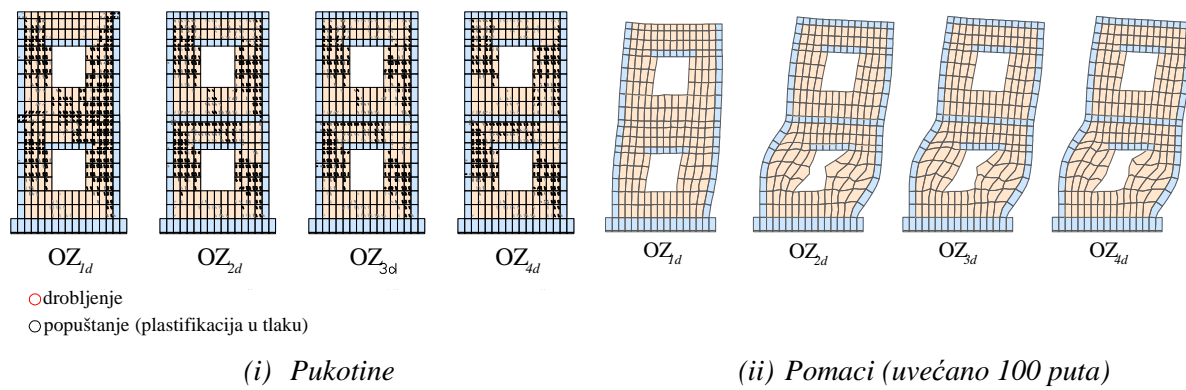 OZ1d OZ2d OZ3d OZ4d OZ1d OZ2d OZ3d OZ4d
drobljenje
popuštanje (plastifikacija u tlaku)
(i) Pukotine (ii) Pomaci (uvećano 100 puta)